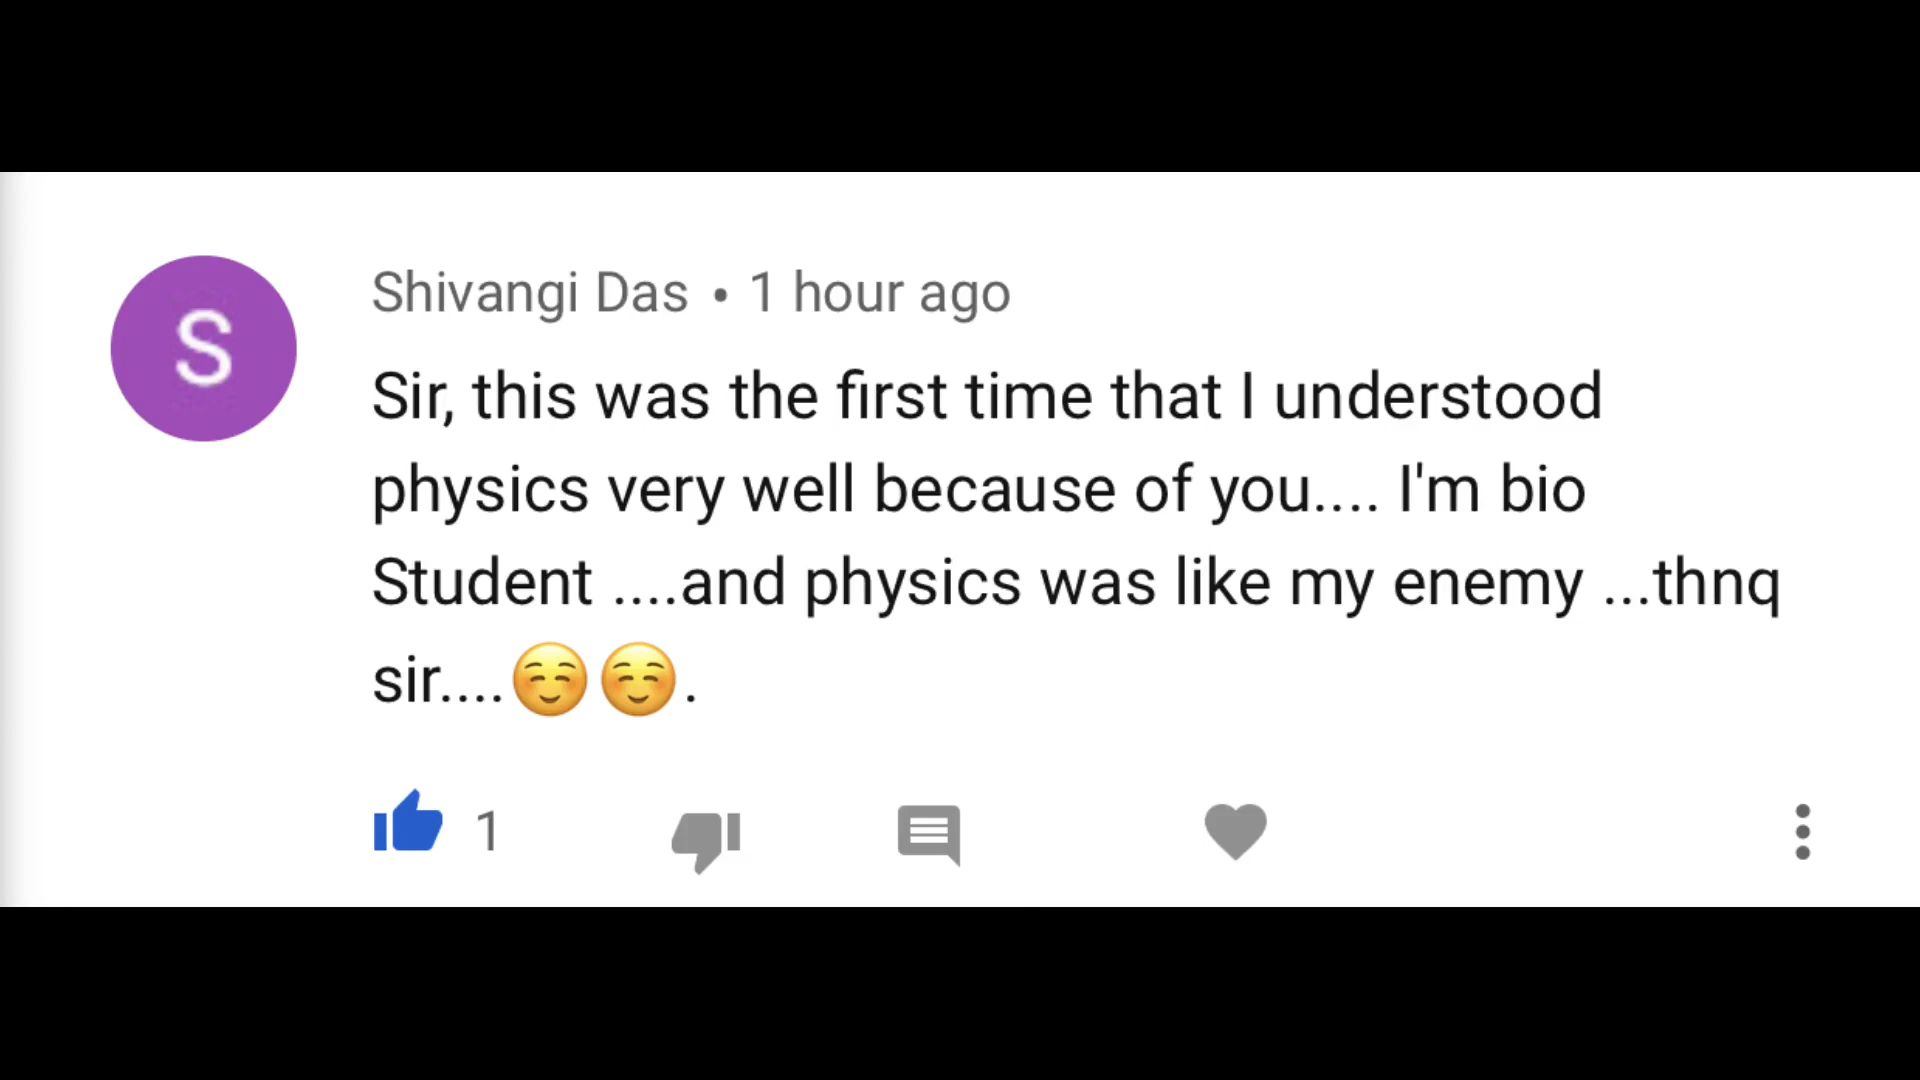 S
Shivangi Das • 1 hour ago
Sir, this was the first time that I understood
physics very well because of you.... I'm bio
Student ....and physics was like my enemy ...thnq
sir....☺️☺️.
1